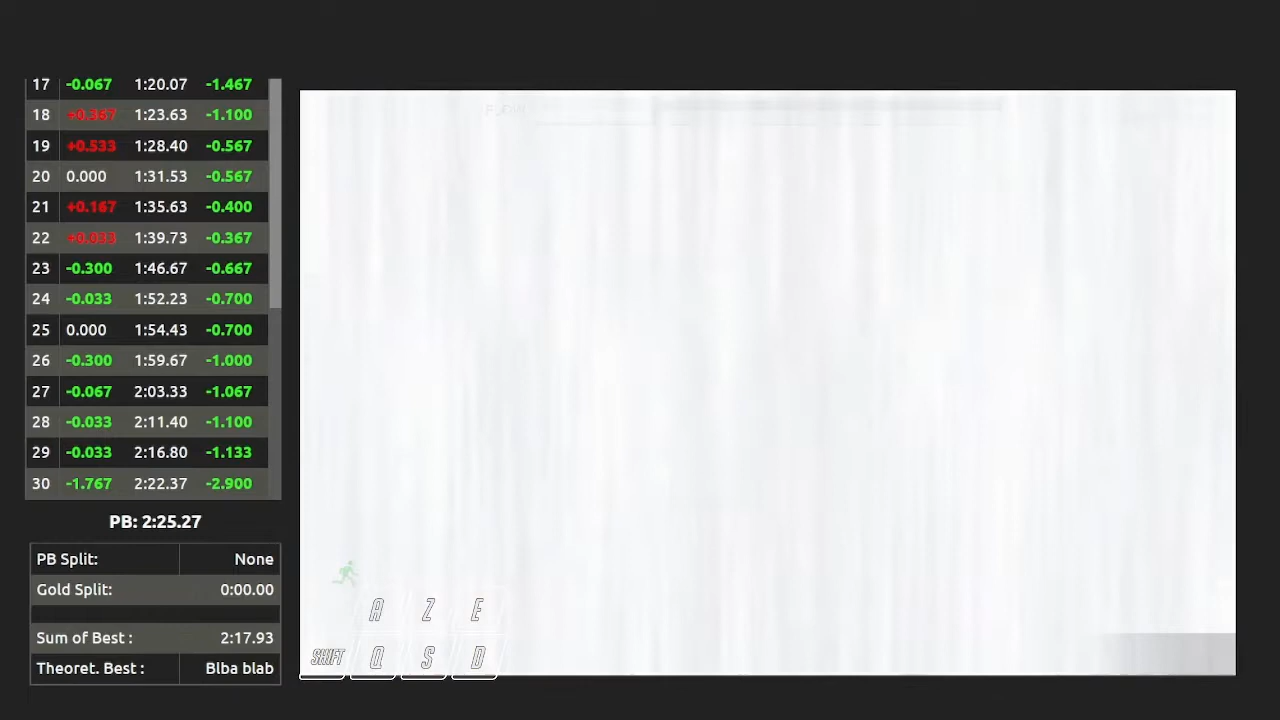 17 -0.067 1:20.07 -1.467
18 +0.367 1:23.63 -1.100
19 +0.533 1:28.40 -0.567
20 0.000 1:31.53 -0.567
21 +0.167 1:35.63 -0.400
22 +0.033 1:39.73 -0.367
23 -0.300 1:46.67 -0.667
24 -0.033 1:52.23 -0.700
25 0.000 1:54.43 -0.700
26 -0.300 1:59.67 -1.000
27 -0.067 2:03.33 -1.067
28 -0.033 2:11.40 -1.100
29 -0.033 2:16.80 -1.133
30 -1.767 2:22.37 -2.900
PB: 2:25.27
PB Split: None
Gold Split: 0:00.00
Sum of Best : 2:17.93
Theoret. Best : Blba blab
A Z E
SHIFT Q S D